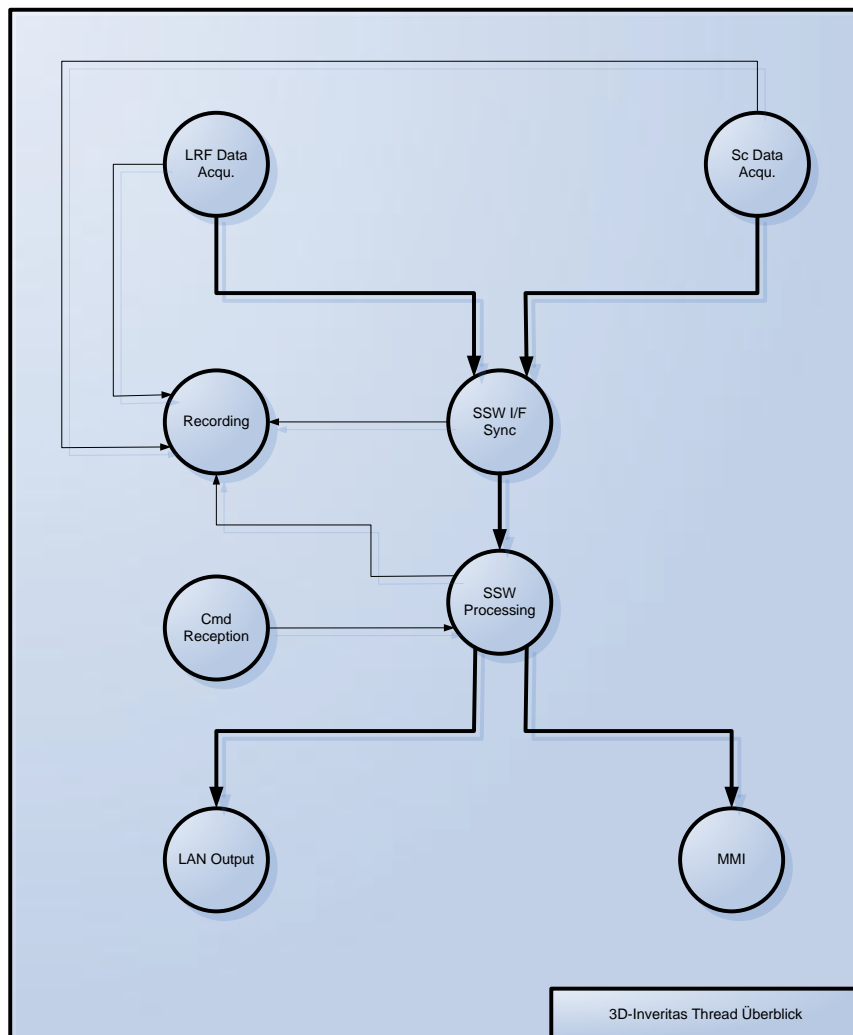 LRF Data
Acqu.
Sc Data
Acqu.
Recording
SSW I/F
Sync
SSW
Processing
Cmd
Reception
LAN Output
MMI
3D-Inveritas Thread Überblick